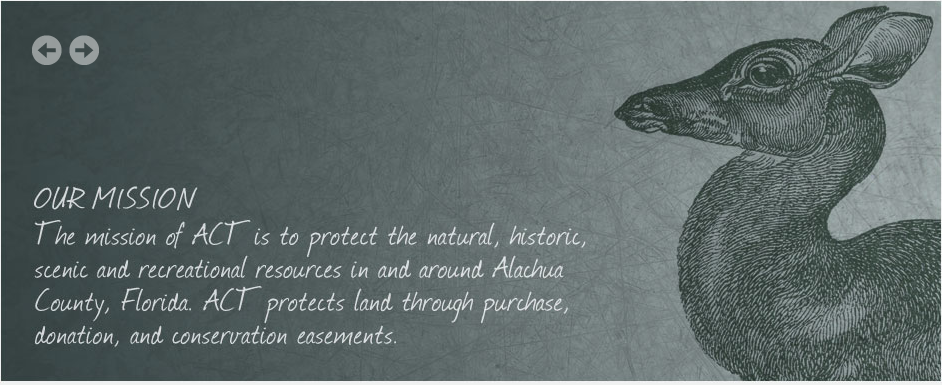 OUR MISSION
The mission of ACT is to protect the natural, historic,
scenic and recreational resources in and around Alachua
County, Florida. ACT protects land through purchase,
donation, and conservation easements.